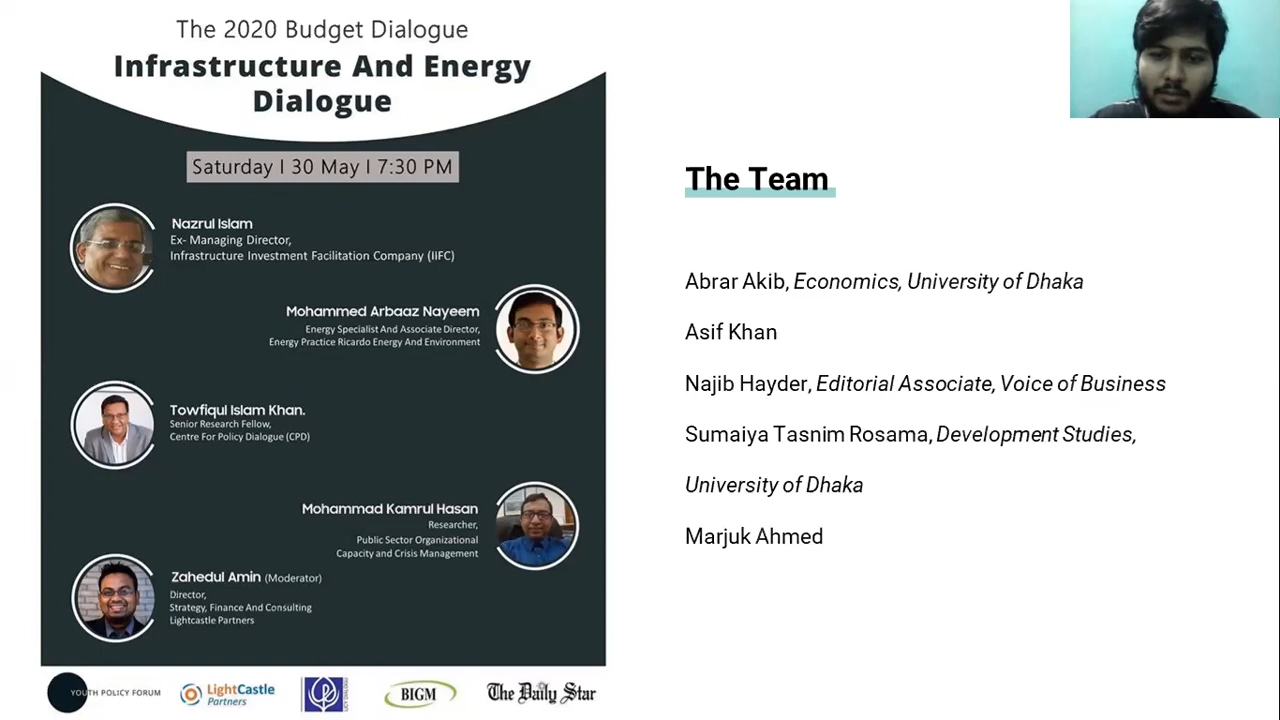 The 2020 Budget Dialogue
Infrastructure And Energy
Dialogue
Saturday I 30 May I 7:30 PM
Nazrul Islam
Ex- Managing Director,
Infrastructure Investment Facilitation Company (IIFC)
Mohammed Arbaaz Nayeem
Energy Specialist And Associate Director,
Energy Practice Ricardo Energy And Environment
Towfiqul Islam Khan.
Senior Research Fellow,
Centre For Policy Dialogue (CPD)
Mohammad Kamrul Hasan
Researcher,
Public Sector Organizational
Capacity and Crisis Management
Zahedul Amin (Moderator)
Director,
Strategy, Finance And Consulting
Lightcastle Partners
YOUTH POLICY FORUM
LightCastle
Partners
BIGM
The Daily Star
The Team
Abrar Akib, Economics, University of Dhaka
Asif Khan
Najib Hayder, Editorial Associate, Voice of Business
Sumaiya Tasnim Rosama, Development Studies,
University of Dhaka
Marjuk Ahmed